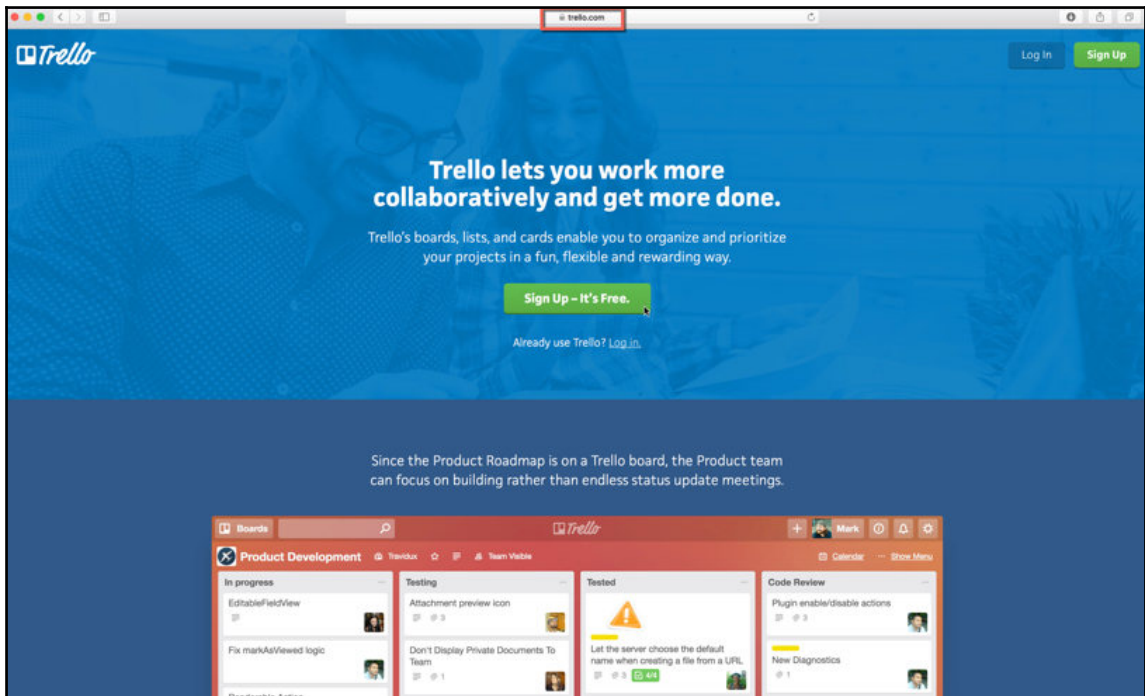 trello.com
Trello
Log In
Sign Up
Trello lets you work more
collaboratively and get more done.
Trello's boards, lists, and cards enable you to organize and prioritize
your projects in a fun, flexible and rewarding way.
Sign Up – It's Free.
Already use Trello? Log in.
Since the Product Roadmap is on a Trello board, the Product team
can focus on building rather than endless status update meetings.
Boards
Trello
Mark
Product Development
Travidux
Team Visible
Calendar
Show Menu
In progress
EditableFieldView
Fix markAsViewed logic
Testing
Attachment preview icon
3
Don't Display Private Documents To
Team
1
Tested
Let the server choose the default
name when creating a file from a URL
3
4/4
Code Review
Plugin enable/disable actions
3
New Diagnostics
1